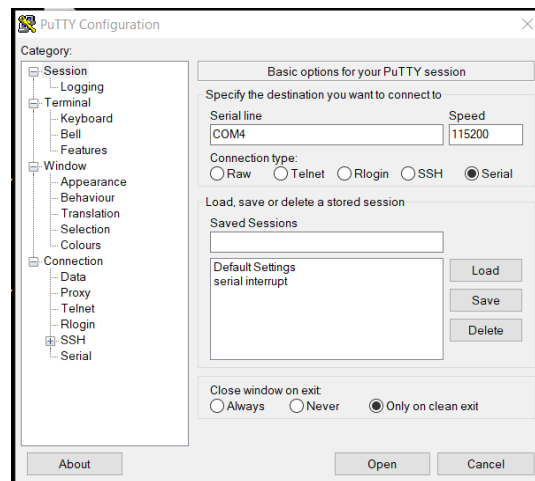 PuTTY Configuration
Category:
Session
Logging
Terminal
Keyboard
Bell
Features
Window
Appearance
Behaviour
Translation
Selection
Colours
Connection
Data
Proxy
Telnet
Rlogin
SSH
Serial
Basic options for your PuTTY session
Specify the destination you want to connect to
Serial line Speed
COM4 115200
Connection type:
Raw Telnet Rlogin SSH Serial
Load, save or delete a stored session
Saved Sessions
Default Settings
serial interrupt
Load
Save
Delete
Close window on exit:
Always Never Only on clean exit
About Open Cancel